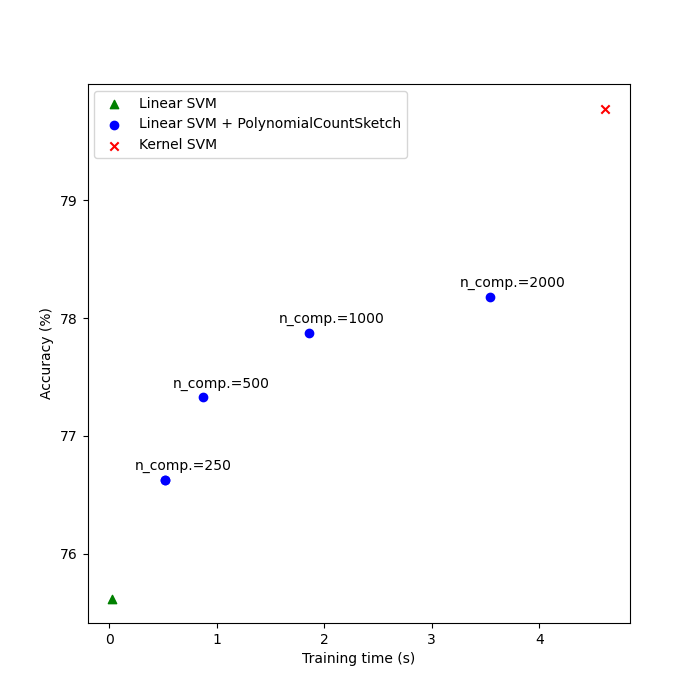 Linear SVM
Linear SVM + PolynomialCountSketch
Kernel SVM
79
n_comp.=2000
78
n_comp.=1000
n_comp.=500
77
n_comp.=250
76
Accuracy (%)
0 1 2 3 4
Training time (s)